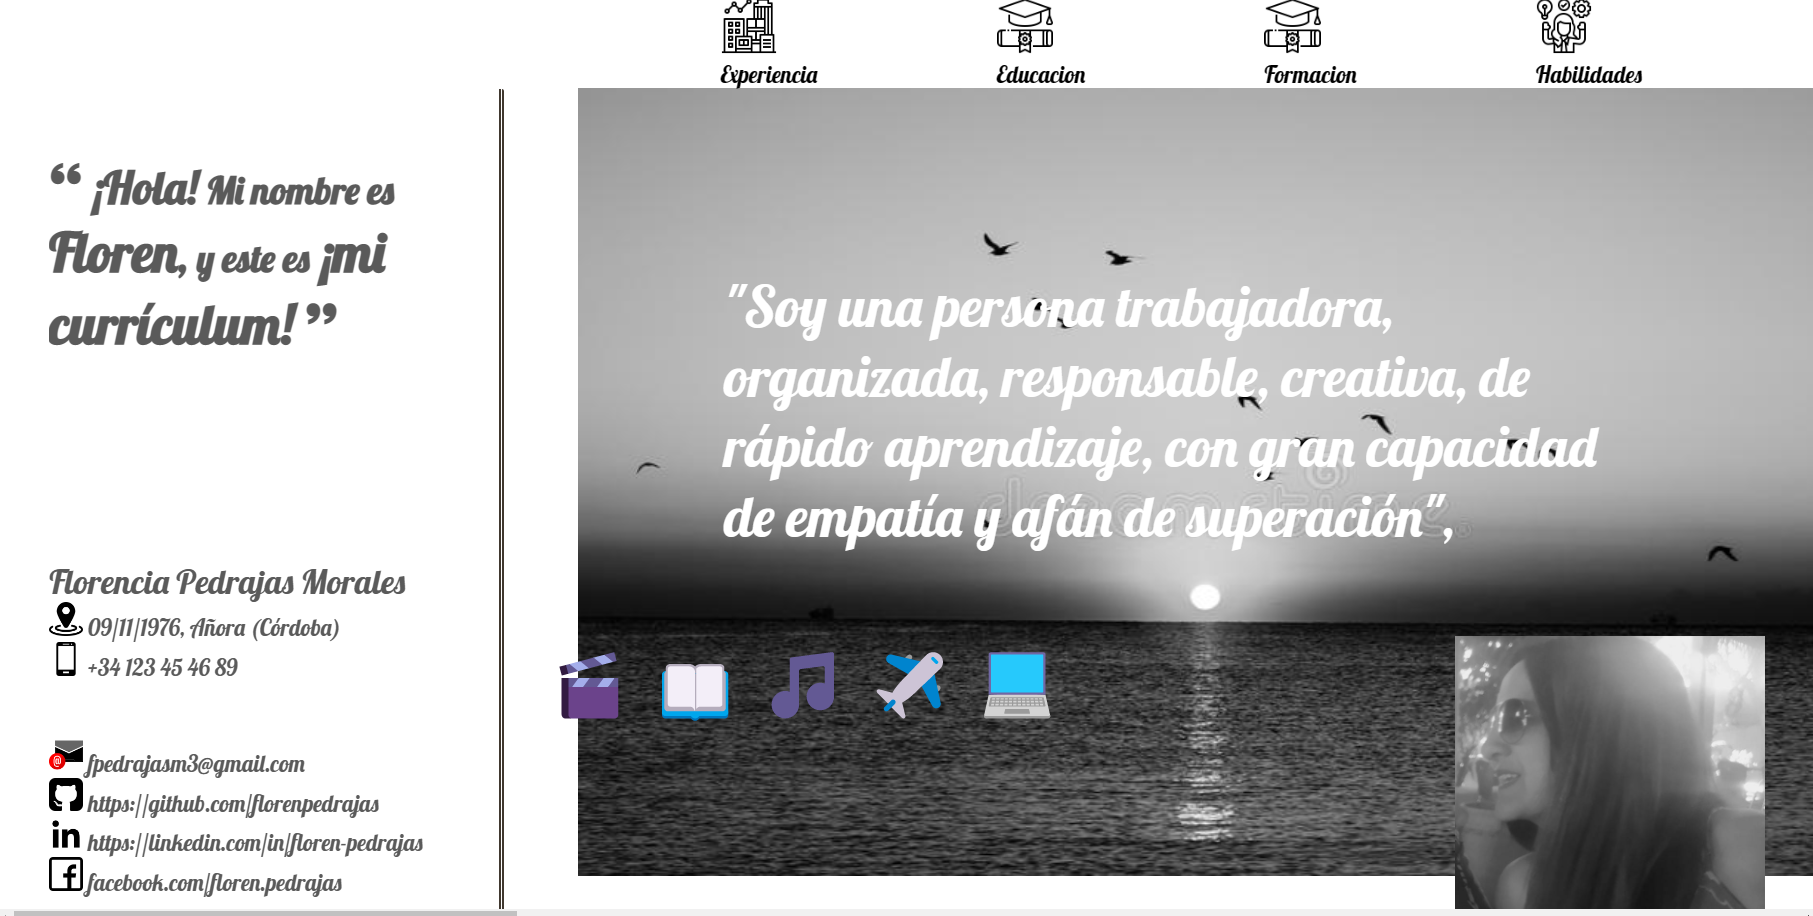 Experiencia
Educacion
Formacion
Habilidades
“ ¡Hola! Mi nombre es
Floren, y este es ¡mi
currículum! ”
"Soy una persona trabajadora,
organizada, responsable, creativa, de
rápido aprendizaje, con gran capacidad
de empatía y afán de superación",
dreamstime
Florencia Pedrajas Morales
09/11/1976, Añora (Córdoba)
+34 123 45 46 89
@ fpedrajasm3@gmail.com
https://github.com/florenpedrajas
in https://linkedin.com/in/floren-pedrajas
facebook.com/floren.pedrajas